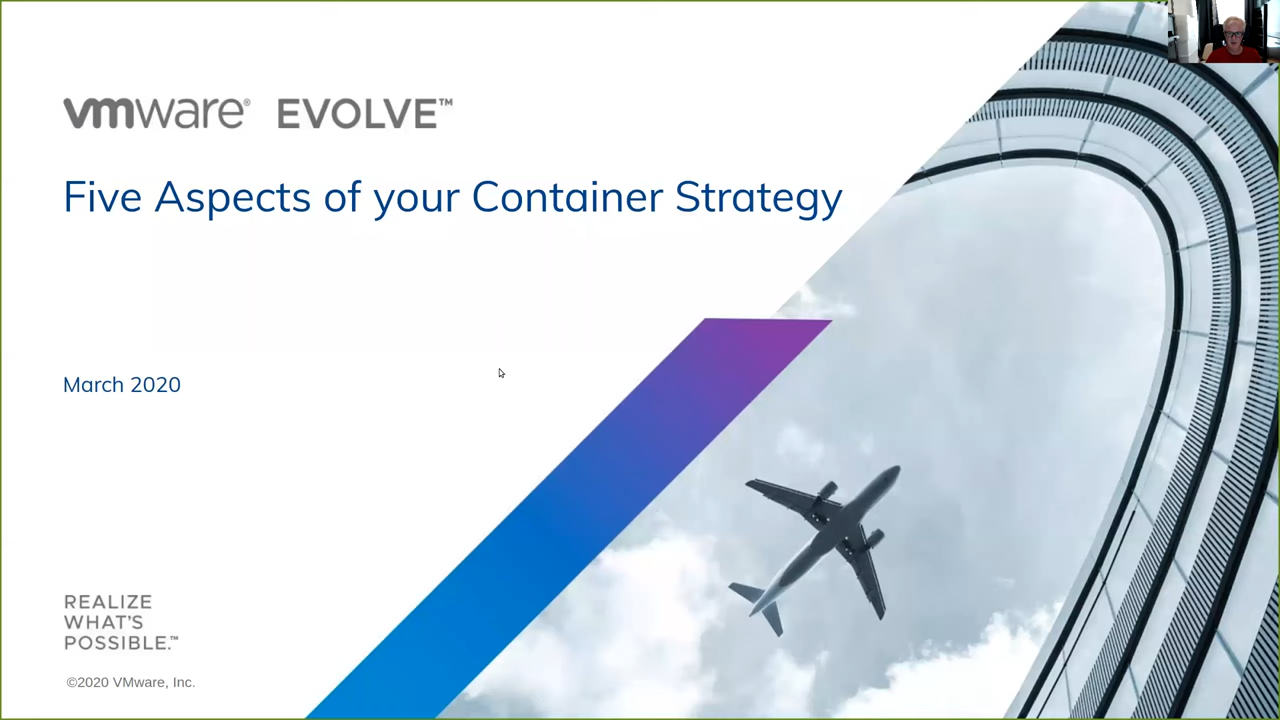 vmware® EVOLVE™
Five Aspects of your Container Strategy
March 2020
REALIZE
WHAT'S
POSSIBLE.™
©2020 VMware, Inc.